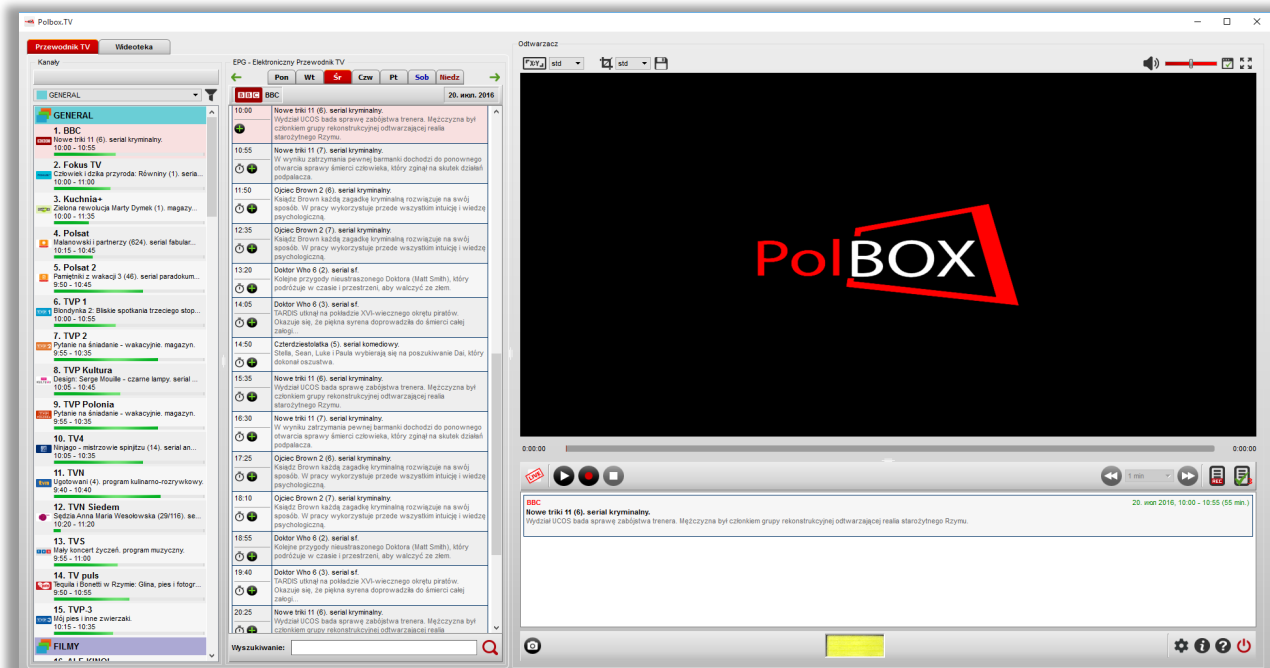 Polbox.TV
Przewodnik TV
Wideoteka
Kanały
GENERAL
GENERAL
1. BBC
Nowe triki 11 (6). serial kryminalny.
10:00 - 10:55
2. Fokus TV
Człowiek i dzika przyroda: Równiny (1). seria...
10:00 - 11:00
3. Kuchnia+
Zielona rewolucja Marty Dymek (1). magazy...
10:00 - 11:35
4. Polsat
Malanowski i partnerzy (624). serial fabular...
10:15 - 10:45
5. Polsat 2
Pamiętniki z wakacji 3 (46). serial paradokum...
9:50 - 10:45
6. TVP 1
Blondynka 2: Bliskie spotkania trzeciego stop...
10:00 - 10:55
7. TVP 2
Pytanie na śniadanie - wakacyjnie. magazyn.
9:55 - 10:35
8. TVP Kultura
Design: Serge Mouille - czarne lampy. serial ...
10:05 - 10:45
9. TVP Polonia
Pytanie na śniadanie - wakacyjnie. magazyn.
9:55 - 10:35
10. TV4
Ninjago - mistrzowie spinjitzu (14). serial an...
10:05 - 10:35
11. TVN
Ugotowani (4). program kulinarno-rozrywkowy.
9:40 - 10:40
12. TVN Siedem
Sędzia Anna Maria Wesołowska (29/116). se...
10:20 - 11:20
13. TVS
Mały koncert życzeń. program muzyczny.
9:55 - 11:00
14. TV puls
Tequila i Bonetti w Rzymie: Glina, pies i fotogr...
9:50 - 10:55
15. TVP-3
Mój pies i inne zwierzaki.
10:15 - 10:35
FILMY
16. ALE KINO!
EPG - Elektroniczny Przewodnik TV
Pon Wt Śr Czw Pt Sob Niedz
BBC BBC 20. июл. 2016
10:00 Nowe triki 11 (6). serial kryminalny.
Wydział UCOS bada sprawę zabójstwa trenera. Mężczyzna był
członkiem grupy rekonstrukcyjnej odtwarzającej realia
starożytnego Rzymu.
10:55 Nowe triki 11 (7). serial kryminalny.
W wyniku zatrzymania pewnej barmanki dochodzi do ponownego
otwarcia sprawy śmierci człowieka, który zginął na skutek działań
podpalacza.
11:50 Ojciec Brown 2 (6). serial kryminalny.
Ksiądz Brown każdą zagadkę kryminalną rozwiązuje na swój
sposób. W pracy wykorzystuje przede wszystkim intuicję i wiedzę
psychologiczną.
12:35 Ojciec Brown 2 (7). serial kryminalny.
Ksiądz Brown każdą zagadkę kryminalną rozwiązuje na swój
sposób. W pracy wykorzystuje przede wszystkim intuicję i wiedzę
psychologiczną.
13:20 Doktor Who 6 (2). serial sf.
Kolejne przygody nieustraszonego Doktora (Matt Smith), który
podróżuje w czasie i przestrzeni, aby walczyć ze złem.
14:05 Doktor Who 6 (3). serial sf.
TARDIS utknął na pokładzie XVI-wiecznego okrętu piratów.
Okazuje się, że piękna syrena doprowadziła do śmierci całej
załogi...
14:50 Czterdziestolatka (5). serial komediowy.
Stella, Sean, Luke i Paula wybierają się na poszukiwanie Dai, który
dokonał oszustwa.
15:35 Nowe triki 11 (6). serial kryminalny.
Wydział UCOS bada sprawę zabójstwa trenera. Mężczyzna był
członkiem grupy rekonstrukcyjnej odtwarzającej realia
starożytnego Rzymu.
16:30 Nowe triki 11 (7). serial kryminalny.
W wyniku zatrzymania pewnej barmanki dochodzi do ponownego
otwarcia sprawy śmierci człowieka, który zginął na skutek działań
podpalacza.
17:25 Ojciec Brown 2 (6). serial kryminalny.
Ksiądz Brown każdą zagadkę kryminalną rozwiązuje na swój
sposób. W pracy wykorzystuje przede wszystkim intuicję i wiedzę
psychologiczną.
18:10 Ojciec Brown 2 (7). serial kryminalny.
Ksiądz Brown każdą zagadkę kryminalną rozwiązuje na swój
sposób. W pracy wykorzystuje przede wszystkim intuicję i wiedzę
psychologiczną.
18:55 Doktor Who 6 (2). serial sf.
Kolejne przygody nieustraszonego Doktora (Matt Smith), który
podróżuje w czasie i przestrzeni, aby walczyć ze złem.
19:40 Doktor Who 6 (3). serial sf.
TARDIS utknął na pokładzie XVI-wiecznego okrętu piratów.
Okazuje się, że piękna syrena doprowadziła do śmierci całej
załogi...
20:25 Nowe triki 11 (6). serial kryminalny.
Wydział UCOS bada sprawę zabójstwa trenera. Mężczyzna był
członkiem grupy rekonstrukcyjnej odtwarzającej realia
Wyszukiwanie:
Odtwarzacz
X:Y std std
PolBOX
0:00:00 0:00:00
LIVE 1 min REC
BBC 20. июл 2016, 10:00 - 10:55 (55 min.)
Nowe triki 11 (6). serial kryminalny.
Wydział UCOS bada sprawę zabójstwa trenera. Mężczyzna był członkiem grupy rekonstrukcyjnej odtwarzającej realia starożytnego Rzymu.